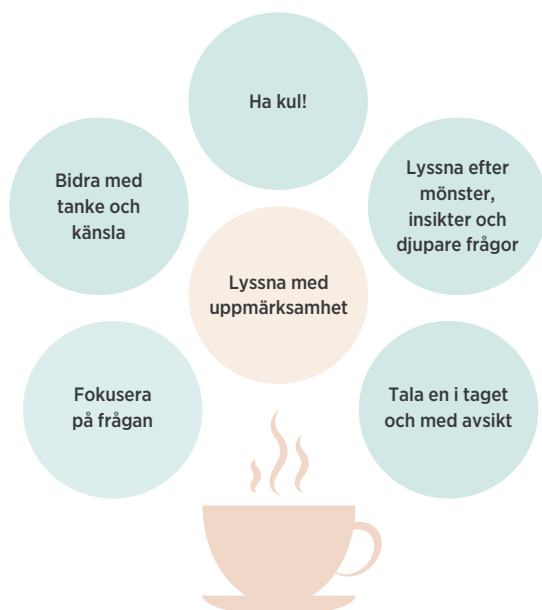 Ha kul!
Bidra med
tanke och
känsla
Lyssna efter
mönster,
insikter och
djupare frågor
Lyssna med
uppmärksamhet
Fokusera
på frågan
Tala en i taget
och med avsikt